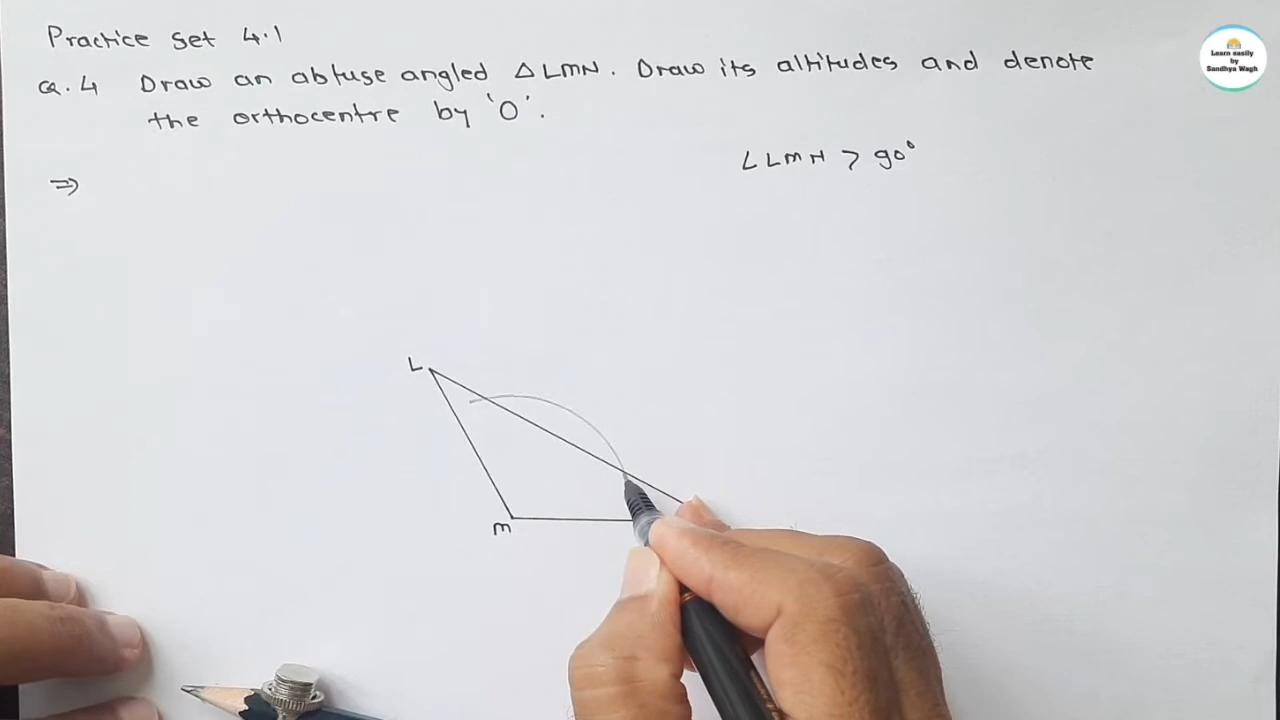 Practice set 4.1
Q.4 Draw an obtuse angled △LMN. Draw its altitudes and denote
the orthocentre by 'O'.
∠LMN > 90°
⇒
L
M
Learn easily
by
Sandhya Wagh